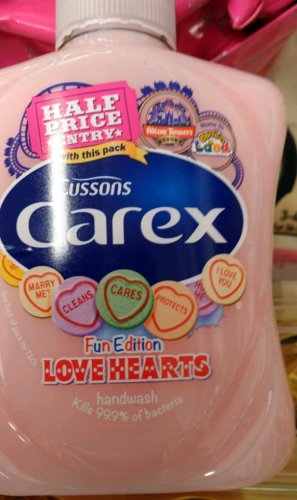 HALF
PRICE
ENTRY*
with this pack
Alton Towers
RESORT
Cussons
Carex
MARRY
ME?
CLEANS
CARES
PROTECTS
I LOVE
YOU
Fun Edition
LOVE HEARTS
handwash
Kills 99.9% of bacteria